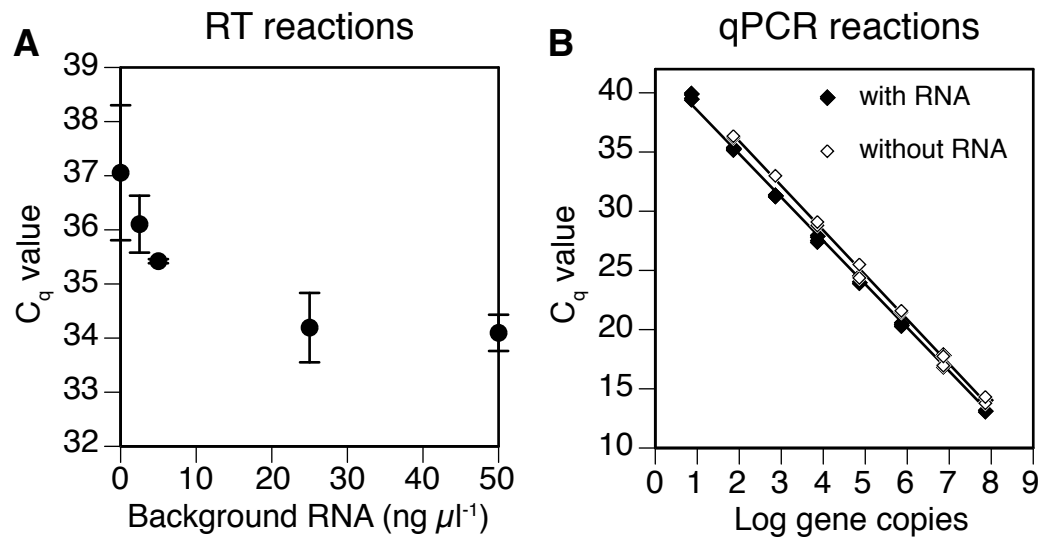 A
RT reactions
39
38
37
36
35
34
33
32
Cq value
0 10 20 30 40 50
Background RNA (ng µl-1)
B
qPCR reactions
40
35
30
25
20
15
10
Cq value
with RNA
without RNA
0 1 2 3 4 5 6 7 8 9
Log gene copies